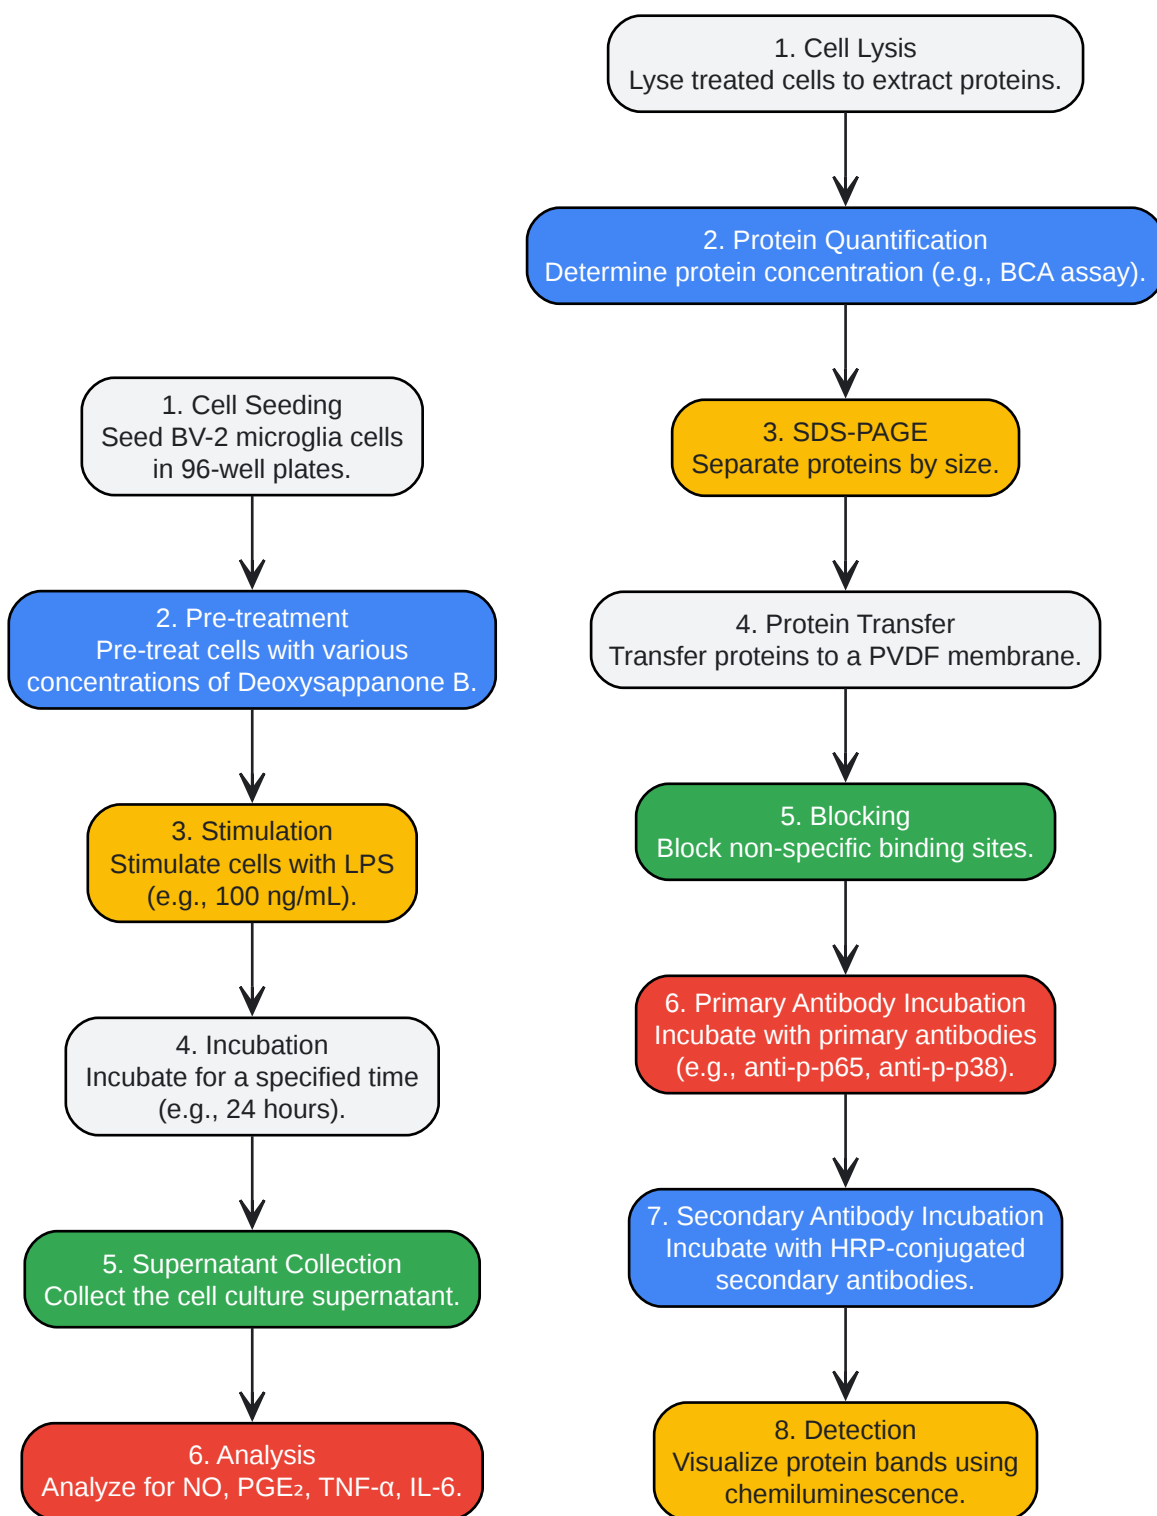 1. Cell Seeding
Seed BV-2 microglia cells
in 96-well plates.
2. Pre-treatment
Pre-treat cells with various
concentrations of Deoxysappanone B.
3. Stimulation
Stimulate cells with LPS
(e.g., 100 ng/mL).
4. Incubation
Incubate for a specified time
(e.g., 24 hours).
5. Supernatant Collection
Collect the cell culture supernatant.
6. Analysis
Analyze for NO, PGE₂, TNF-α, IL-6.
1. Cell Lysis
Lyse treated cells to extract proteins.
2. Protein Quantification
Determine protein concentration (e.g., BCA assay).
3. SDS-PAGE
Separate proteins by size.
4. Protein Transfer
Transfer proteins to a PVDF membrane.
5. Blocking
Block non-specific binding sites.
6. Primary Antibody Incubation
Incubate with primary antibodies
(e.g., anti-p-p65, anti-p-p38).
7. Secondary Antibody Incubation
Incubate with HRP-conjugated
secondary antibodies.
8. Detection
Visualize protein bands using
chemiluminescence.